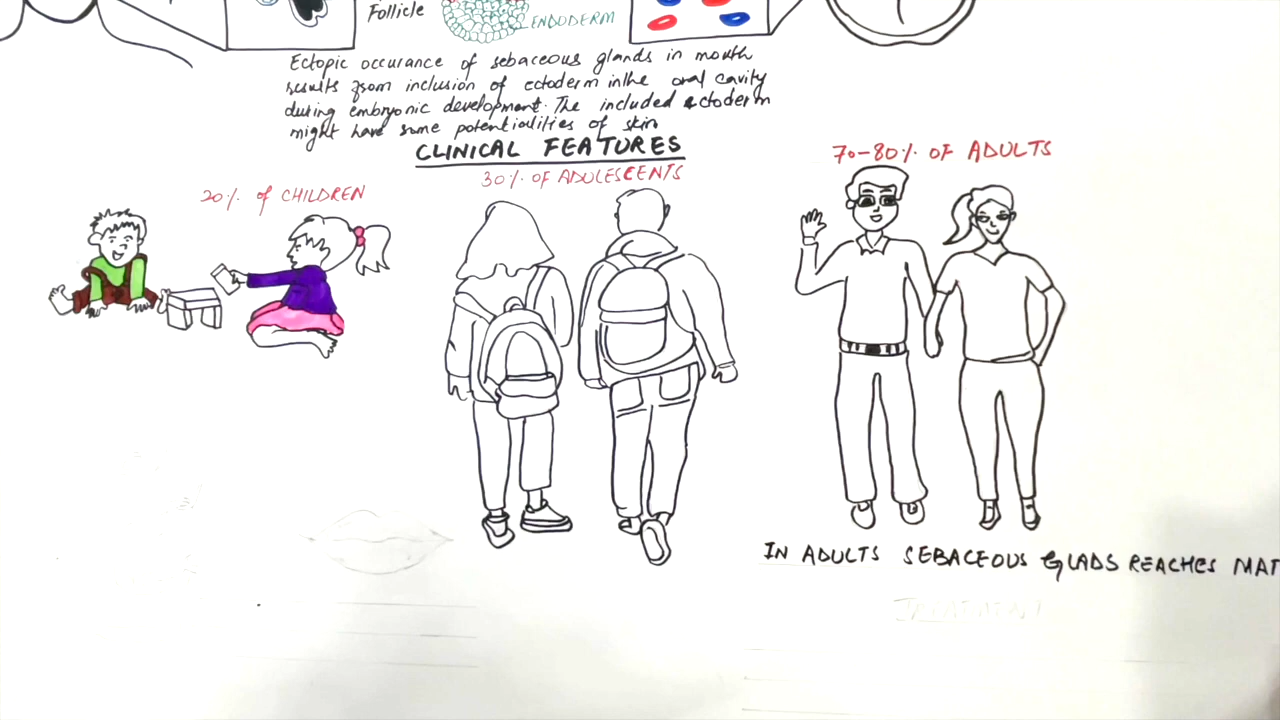 Follicle
ENDODERM
Ectopic occurance of sebaceous glands in mouth
results from inclusion of ectoderm in the oral cavity
during embryonic development. The included ectoderm
might have some potentialities of skin
CLINICAL FEATURES
20% of CHILDREN
30% OF ADOLESCENTS
70-80% OF ADULTS
IN ADULTS SEBACEOUS GLADS REACHES MAT